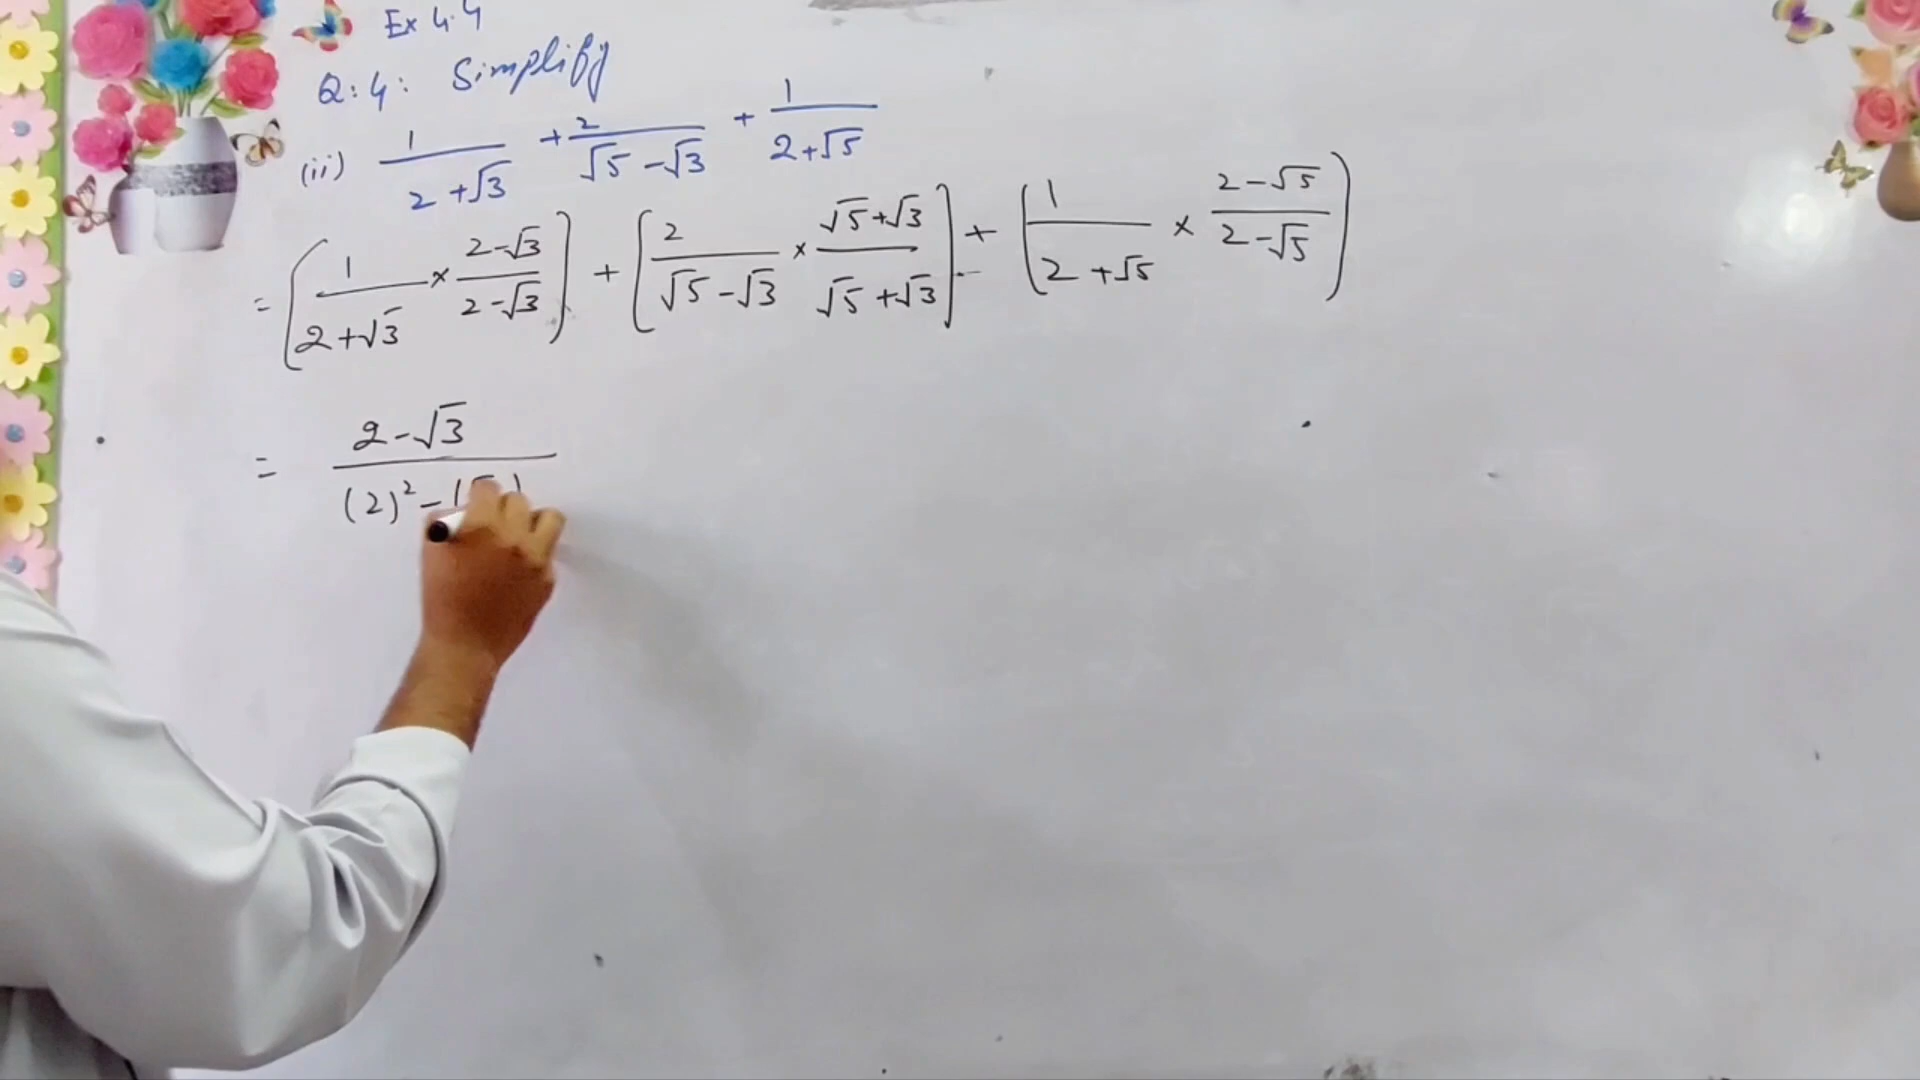 Ex 4.4
Q:4: Simplify
(ii) 1/(2+√3) + 2/(√5-√3) + 1/(2+√5)
= (1/(2+√3) × (2-√3)/(2-√3)) + [2/(√5-√3) × (√5+√3)/(√5+√3)] + (1/(2+√5) × (2-√5)/(2-√5))
= (2-√3)/((2)²-(